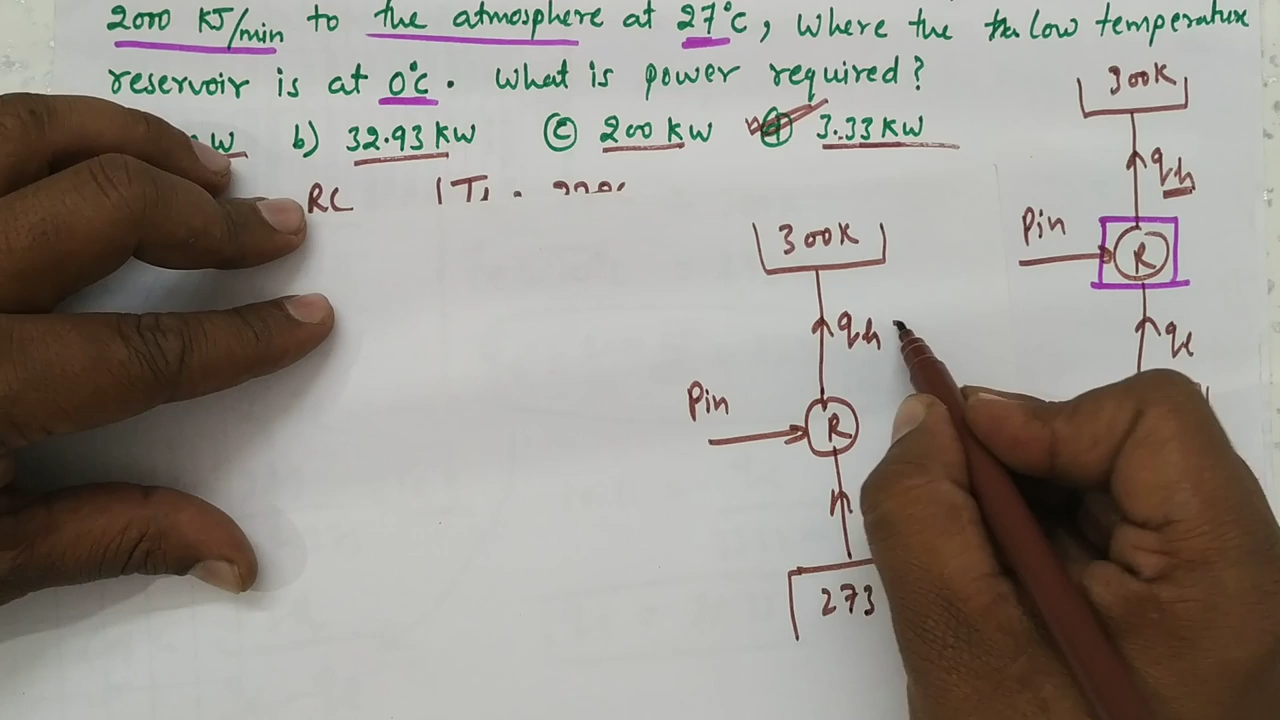 2000 KJ/min to the atmosphere at 27°C, where the low temperature
reservoir is at 0°C. What is power required?
W b) 32.93 KW c 200 KW d 3.33 KW
RC
300K
qh
Pin
R
273
300K
qh
Pin
R
ql